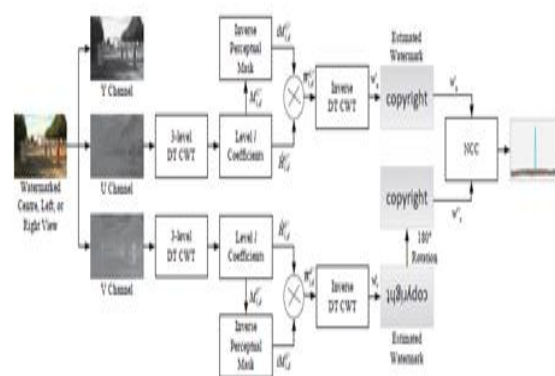 Y Channel
Watermarked
Centre, Left, or
Right View
U Channel
3-level
DT CWT
Level /
Coefficients
Inverse
Perceptual
Mask
Inverse
DT CWT
Estimated
Watermark
copyright
NCC
V Channel
3-level
DT CWT
Level /
Coefficients
Inverse
Perceptual
Mask
Inverse
DT CWT
copyright
180°
Rotation
copyright
Estimated
Watermark